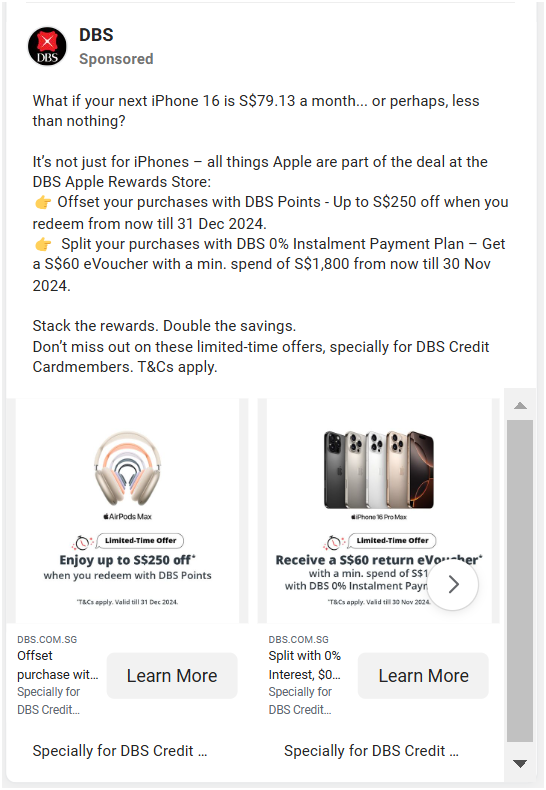 DBS
DBS
Sponsored
What if your next iPhone 16 is S$79.13 a month... or perhaps, less
than nothing?
It's not just for iPhones – all things Apple are part of the deal at the
DBS Apple Rewards Store:
👉 Offset your purchases with DBS Points - Up to S$250 off when you
redeem from now till 31 Dec 2024.
👉 Split your purchases with DBS 0% Instalment Payment Plan – Get
a S$60 eVoucher with a min. spend of S$1,800 from now till 30 Nov
2024.
Stack the rewards. Double the savings.
Don't miss out on these limited-time offers, specially for DBS Credit
Cardmembers. T&Cs apply.
AirPods Max
Limited-Time Offer
Enjoy up to S$250 off*
when you redeem with DBS Points
*T&Cs apply. Valid till 31 Dec 2024.
DBS.COM.SG
Offset
purchase wit...
Specially for
DBS Credit...
Learn More
Specially for DBS Credit ...
iPhone 16 Pro Max
Limited-Time Offer
Receive a S$60 return eVoucher*
with a min. spend of
with DBS 0% Instalment
*T&Cs apply. Valid till 30 Nov 2024.
DBS.COM.SG
Split with 0%
Interest, $0...
Specially for
DBS Credit...
Learn More
Specially for DBS Credit ...